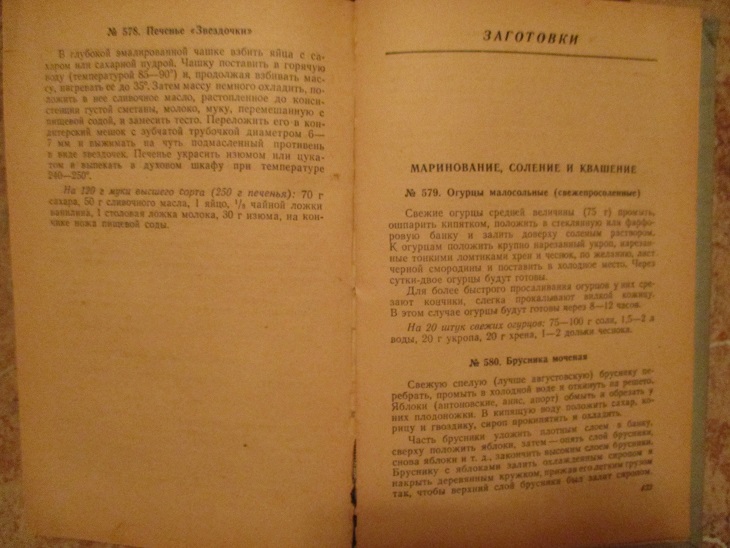 № 578. Печенье «Звездочки»
В глубокой эмалированной чашке взбить яйца с са-
харом или сахарной пудрой. Чашку поставить в горячую
воду (температурой 85—90°) и, продолжая взбивать мас-
су, нагревать ее до 35°. Затем массу немного охладить, по-
ложить в нее сливочное масло, растопленное до конси-
стенции густой сметаны, молоко, муку, перемешанную с
пищевой содой, и замесить тесто. Переложить его в кон-
дитерский мешок с зубчатой трубочкой диаметром 6—
7 мм и выжимать на чуть подмасленный противень
в виде звездочек. Печенье украсить изюмом или цука-
том и выпекать в духовом шкафу при температуре
240—250°.
На 120 г муки высшего сорта (250 г печенья): 70 г
сахара, 50 г сливочного масла, 1 яйцо, чайной ложки
ванилина, 1 столовая ложка молока, 30 г изюма, на кон-
чике ножа пищевой соды.
ЗАГОТОВКИ
МАРИНОВАНИЕ, СОЛЕНИЕ И КВАШЕНИЕ
№ 579. Огурцы малосольные (свежепросоленные)
Свежие огурцы средней величины (75 г) промыть,
ошпарить кипятком, положить в стеклянную или фарфо-
ровую банку и залить доверху соленым раствором.
К огурцам положить крупно нарезанный укроп, нарезан-
ные тонкими ломтиками хрен и чеснок, по желанию, лист
черной смородины и поставить в холодное место. Через
сутки-двое огурцы будут готовы.
Для более быстрого просаливания огурцов у них сре-
зают кончики, слегка прокалывают вилкой кожицу.
В этом случае огурцы будут готовы через 8—12 часов.
На 20 штук свежих огурцов: 75—100 г соли, 1,5—2 л
воды, 20 г укропа, 20 г хрена, 1—2 дольки чеснока.
№ 580. Брусника моченая
Свежую спелую (лучше августовскую) бруснику пе-
ребрать, промыть в холодной воде и откинуть на решето.
Яблоки (антоновские, анис, апорт) обмыть и обрезать у
них плодоножки. В кипящую воду положить сахар, ко-
рицу и гвоздику, сироп прокипятить и охладить.
Часть брусники уложить плотным слоем в банку,
сверху положить яблоки, затем — опять слой брусники,
снова яблоки и т. д., закончить высоким слоем брусники.
Бруснику с яблоками залить охлажденным сиропом и
накрыть деревянным кружком, прижав его легким грузом
так, чтобы верхний слой брусники был залит сиропом.